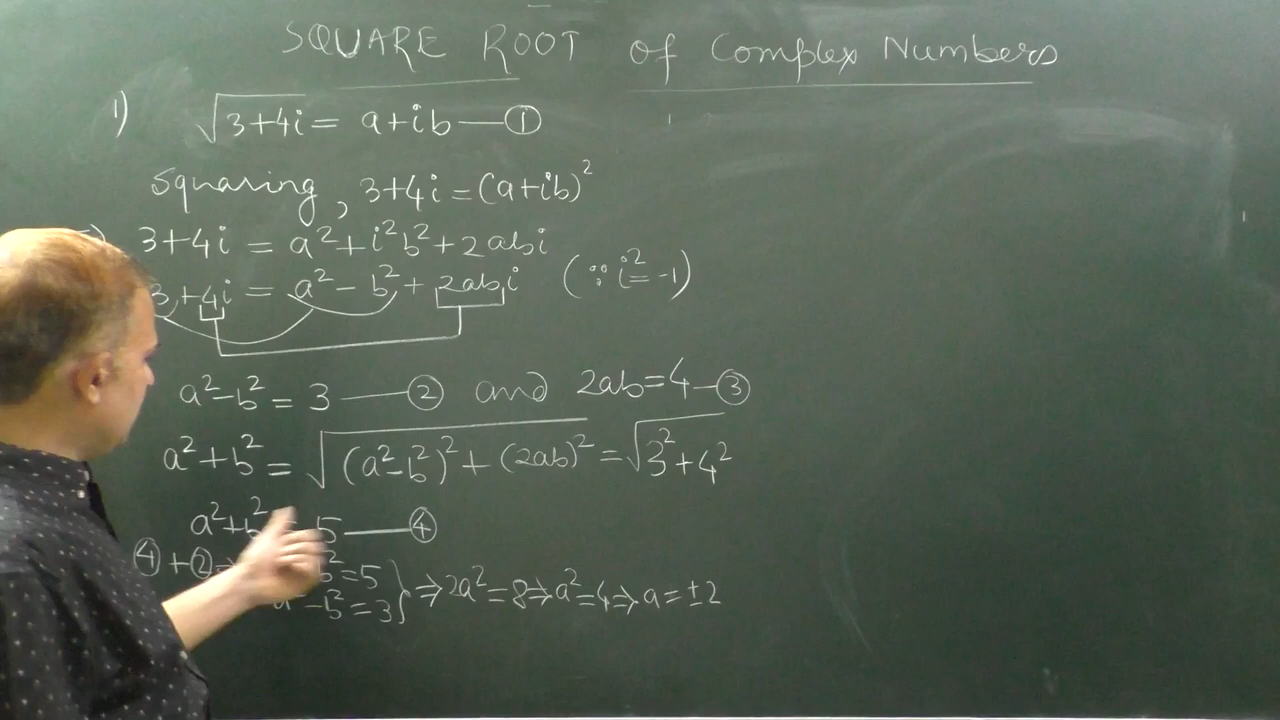 SQUARE ROOT of Complex Numbers
1) √3+4i = a+ib — ①
Squaring, 3+4i = (a+ib)²
3+4i = a²+i²b²+2abi
3+4i = a²-b²+2abi (∵ i²=-1)
a²-b² = 3 — ② and 2ab=4 — ③
a²+b² = √(a²-b²)²+(2ab)² = √3²+4²
a²+b² = 5 — ④
④+② ⇒ b²=5
a²-b²=3 } ⇒ 2a²=8 ⇒ a²=4 ⇒ a=±2